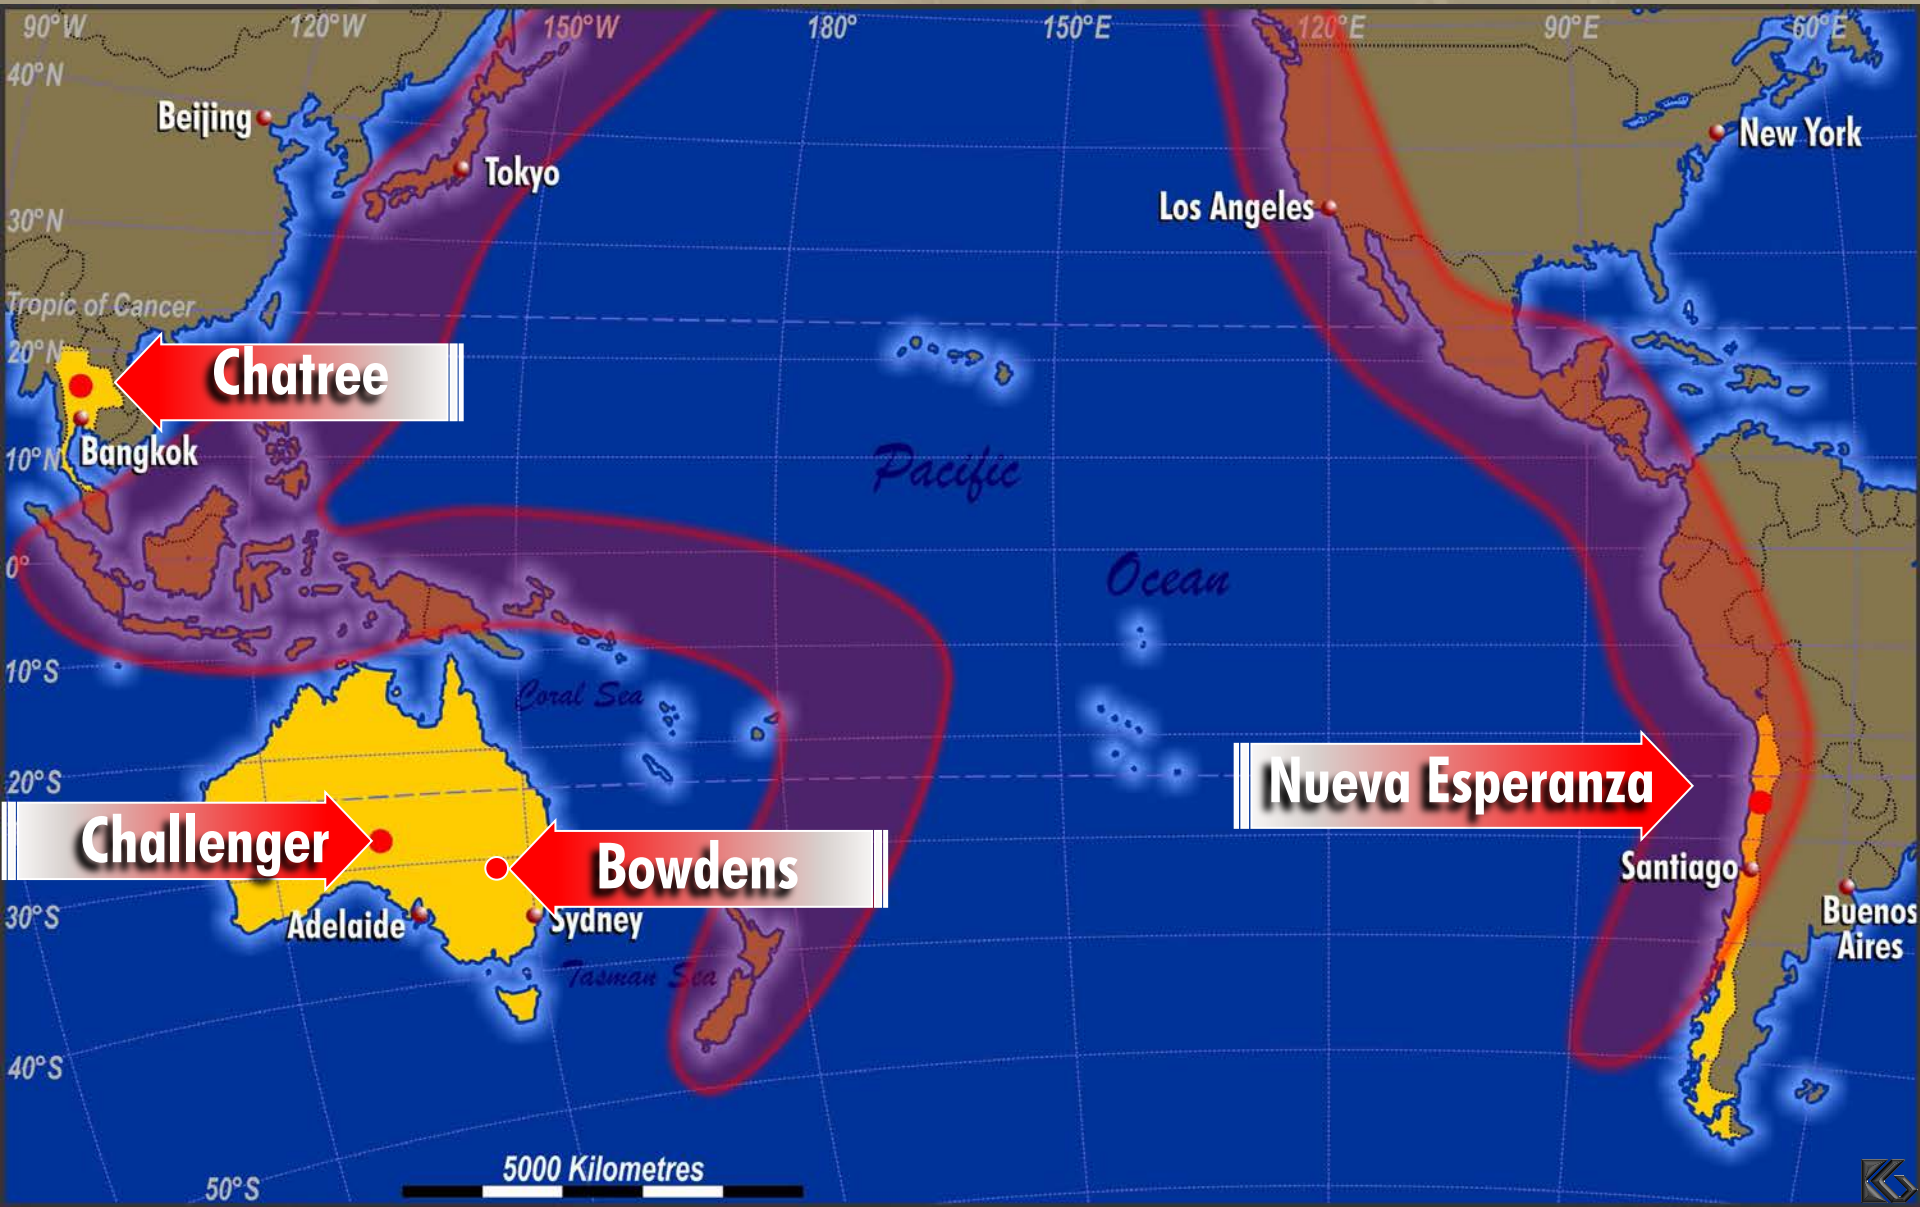 90°W 120°W 150°W 180° 150°E 120°E 90°E 60°E
40°N
Beijing
New York
Tokyo
Los Angeles
30°N
Tropic of Cancer
20°N
Chatree
Bangkok
10°N
Pacific
Ocean
0°
10°S
Coral Sea
20°S
Nueva Esperanza
Challenger
Bowdens
Santiago
30°S
Adelaide
Sydney
Buenos
Aires
Tasman Sea
40°S
5000 Kilometres
50°S